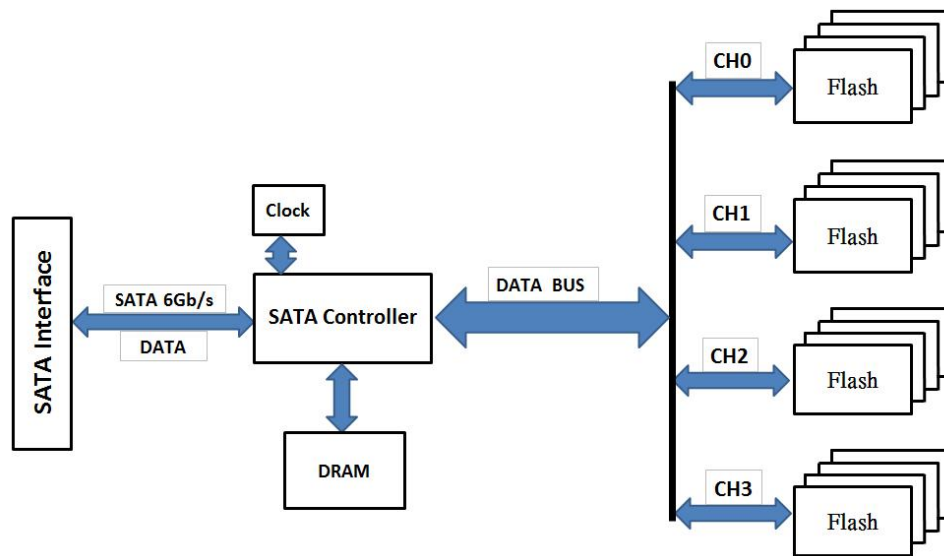 SATA Interface
SATA 6Gb/s
DATA
Clock
SATA Controller
DRAM
DATA BUS
CH0
Flash
CH1
Flash
CH2
Flash
CH3
Flash